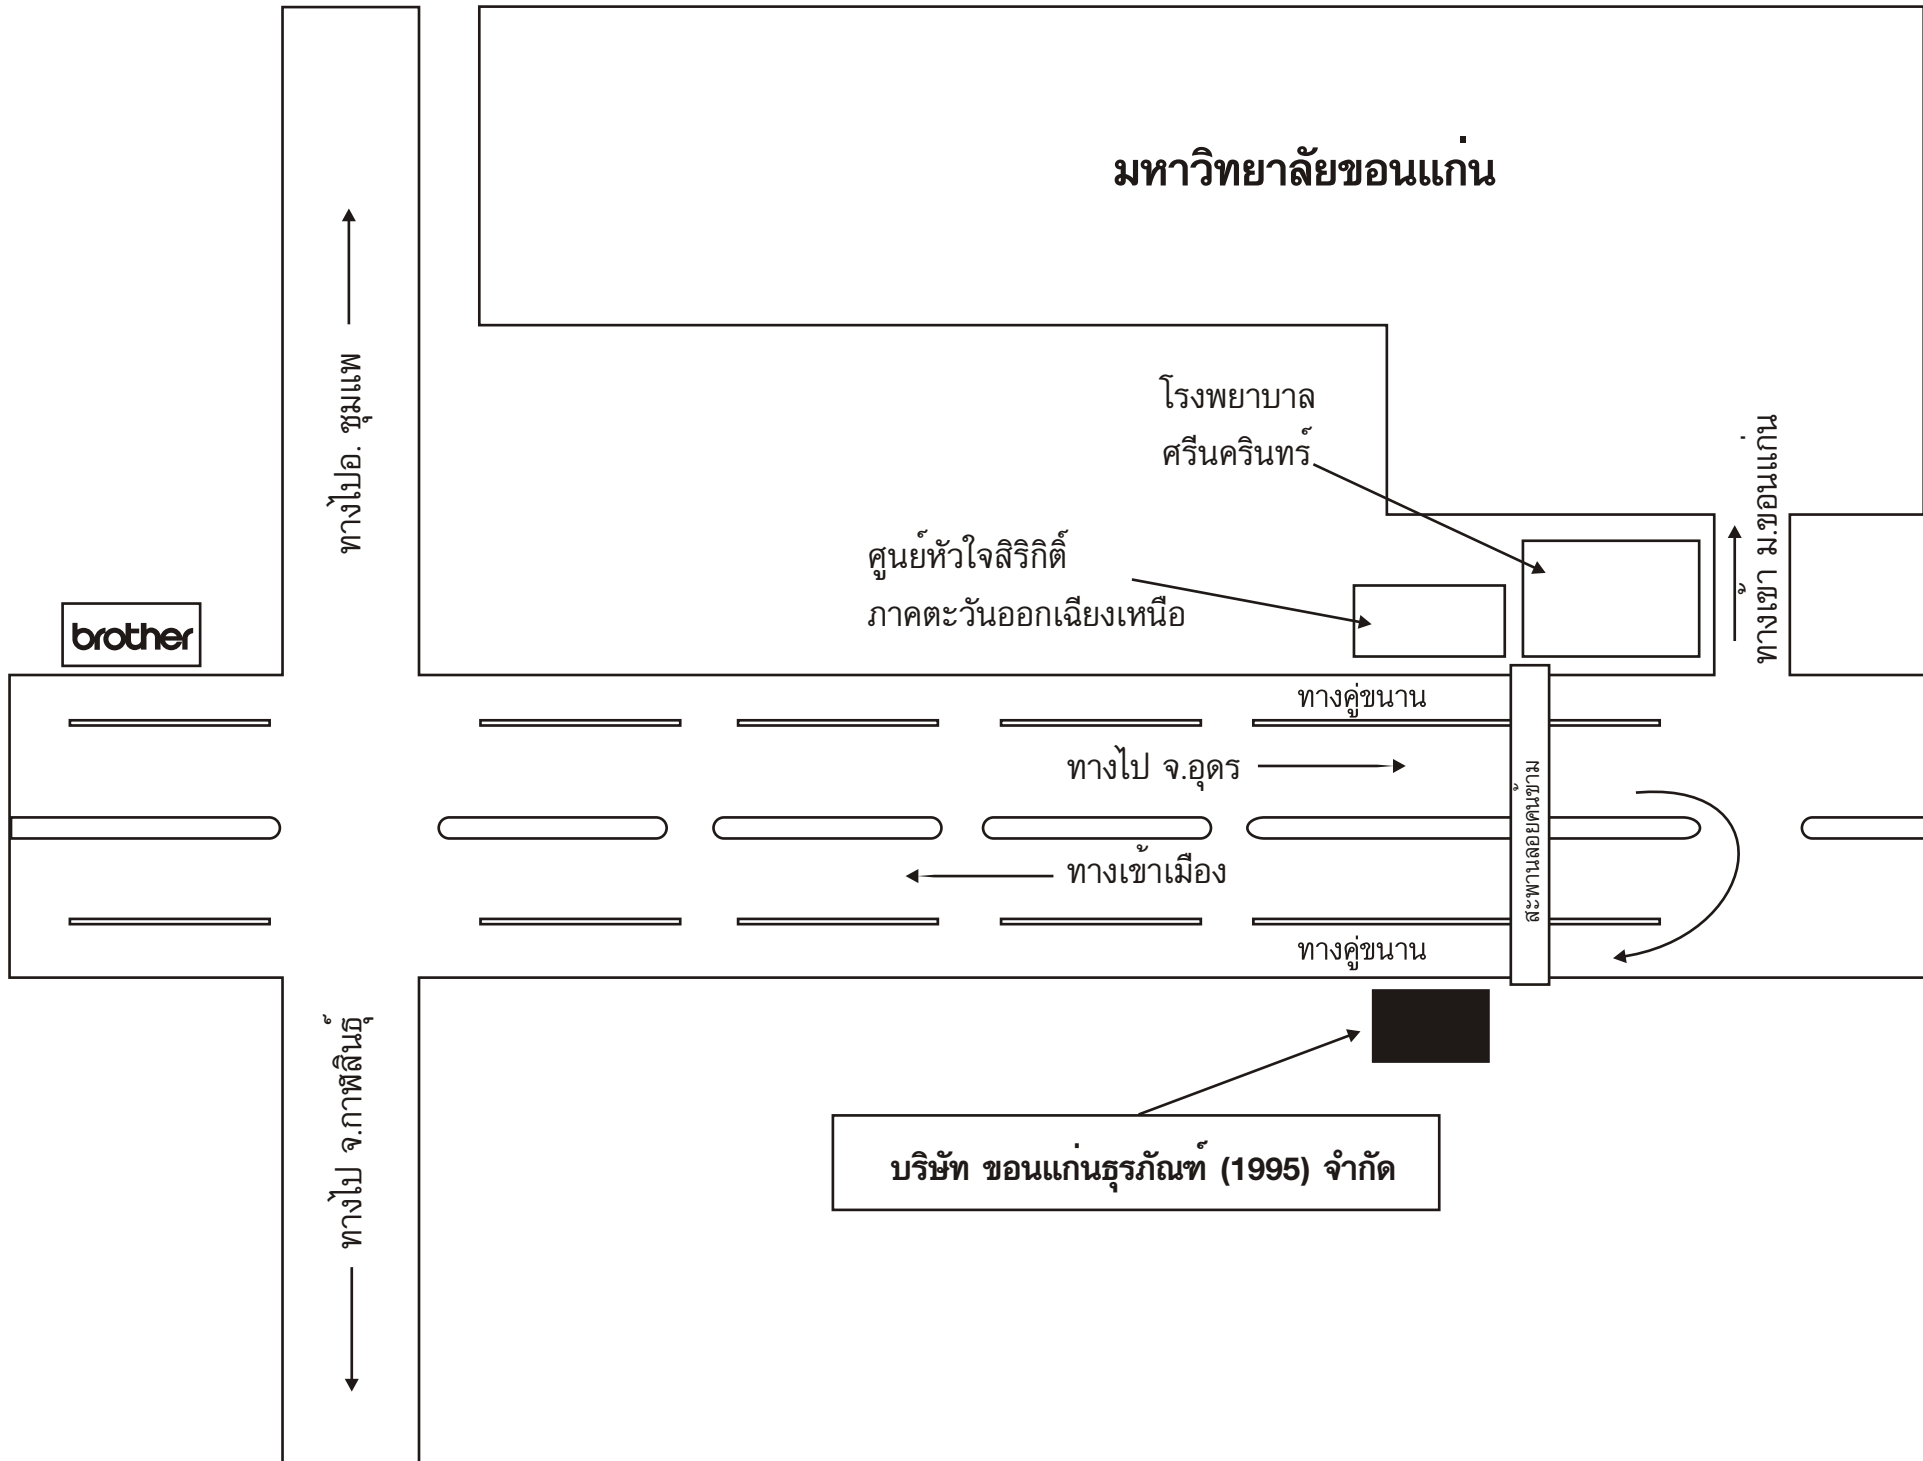 มหาวิทยาลัยขอนแก่น
ทางไปอ. ชุมแพ
โรงพยาบาล
ศรีนครินทร์
ทางเข้า ม.ขอนแก่น
ศูนย์หัวใจสิริกิติ์
ภาคตะวันออกเฉียงเหนือ
brother
ทางคู่ขนาน
ทางไป จ.อุดร
สะพานลอยคนข้าม
ทางเข้าเมือง
ทางคู่ขนาน
ทางไป จ.กาฬสินธุ์
บริษัท ขอนแก่นธุรภัณฑ์ (1995) จำกัด